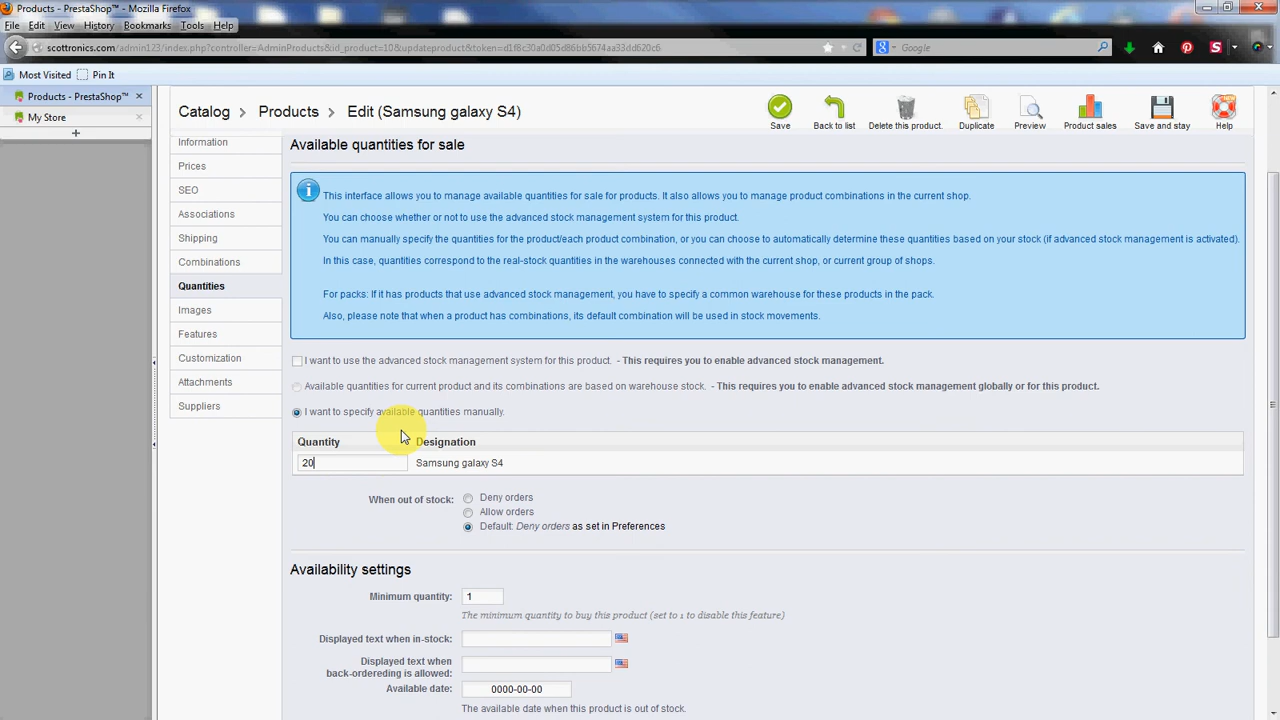 Products - PrestaShop™ - Mozilla Firefox
File Edit View History Bookmarks Tools Help
scottronics.com/admin123/index.php?controller=AdminProducts&id_product=10&updateproduct&token=d1f8c30a0d05d86bb5674aa33dd620c6
Google
Most Visited Pin It
Products - PrestaShop™
My Store
Catalog > Products > Edit (Samsung galaxy S4)
Save
Back to list
Delete this product.
Duplicate
Preview
Product sales
Save and stay
Help
Information
Prices
SEO
Associations
Shipping
Combinations
Quantities
Images
Features
Customization
Attachments
Suppliers
Available quantities for sale
This interface allows you to manage available quantities for sale for products. It also allows you to manage product combinations in the current shop.
You can choose whether or not to use the advanced stock management system for this product.
You can manually specify the quantities for the product/each product combination, or you can choose to automatically determine these quantities based on your stock (if advanced stock management is activated).
In this case, quantities correspond to the real-stock quantities in the warehouses connected with the current shop, or current group of shops.
For packs: If it has products that use advanced stock management, you have to specify a common warehouse for these products in the pack.
Also, please note that when a product has combinations, its default combination will be used in stock movements.
I want to use the advanced stock management system for this product. - This requires you to enable advanced stock management.
Available quantities for current product and its combinations are based on warehouse stock. - This requires you to enable advanced stock management globally or for this product.
I want to specify available quantities manually.
Quantity Designation
20 Samsung galaxy S4
When out of stock: Deny orders
Allow orders
Default: Deny orders as set in Preferences
Availability settings
Minimum quantity: 1
The minimum quantity to buy this product (set to 1 to disable this feature)
Displayed text when in-stock:
Displayed text when
back-ordereding is allowed:
Available date: 0000-00-00
The available date when this product is out of stock.